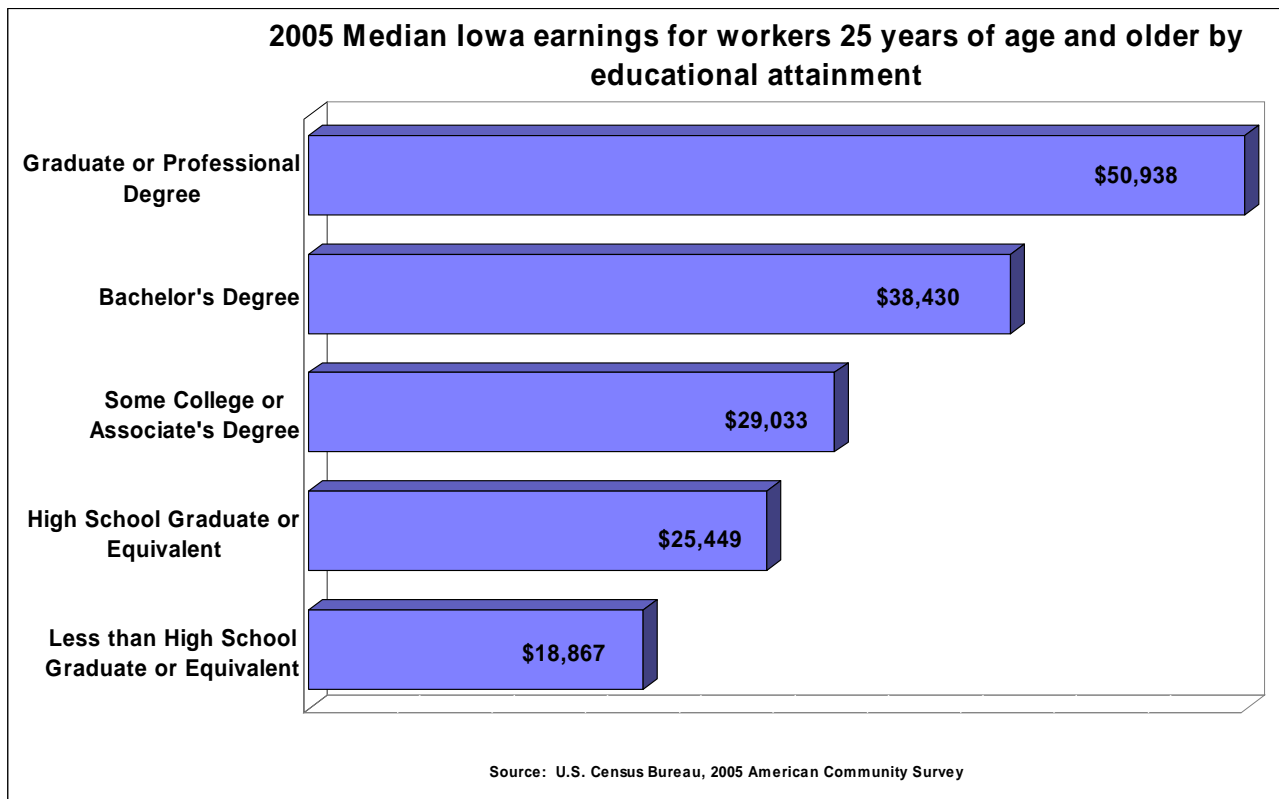 2005 Median Iowa earnings for workers 25 years of age and older by
educational attainment
Graduate or Professional
Degree
$50,938
Bachelor's Degree
$38,430
Some College or
Associate's Degree
$29,033
High School Graduate or
Equivalent
$25,449
Less than High School
Graduate or Equivalent
$18,867
Source: U.S. Census Bureau, 2005 American Community Survey